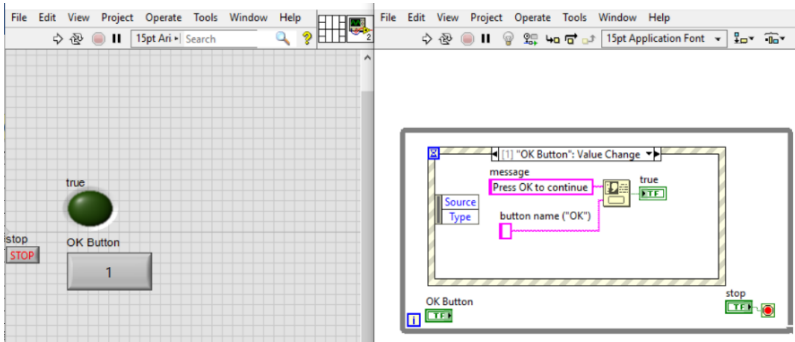 File Edit View Project Operate Tools Window Help
15pt Ari Search
?
2
true
stop
STOP
OK Button
1
File Edit View Project Operate Tools Window Help
15pt Application Font
[1] "OK Button": Value Change
message
Press OK to continue
true
TF
Source
Type
button name ("OK")
OK Button
TF
i
stop
TF